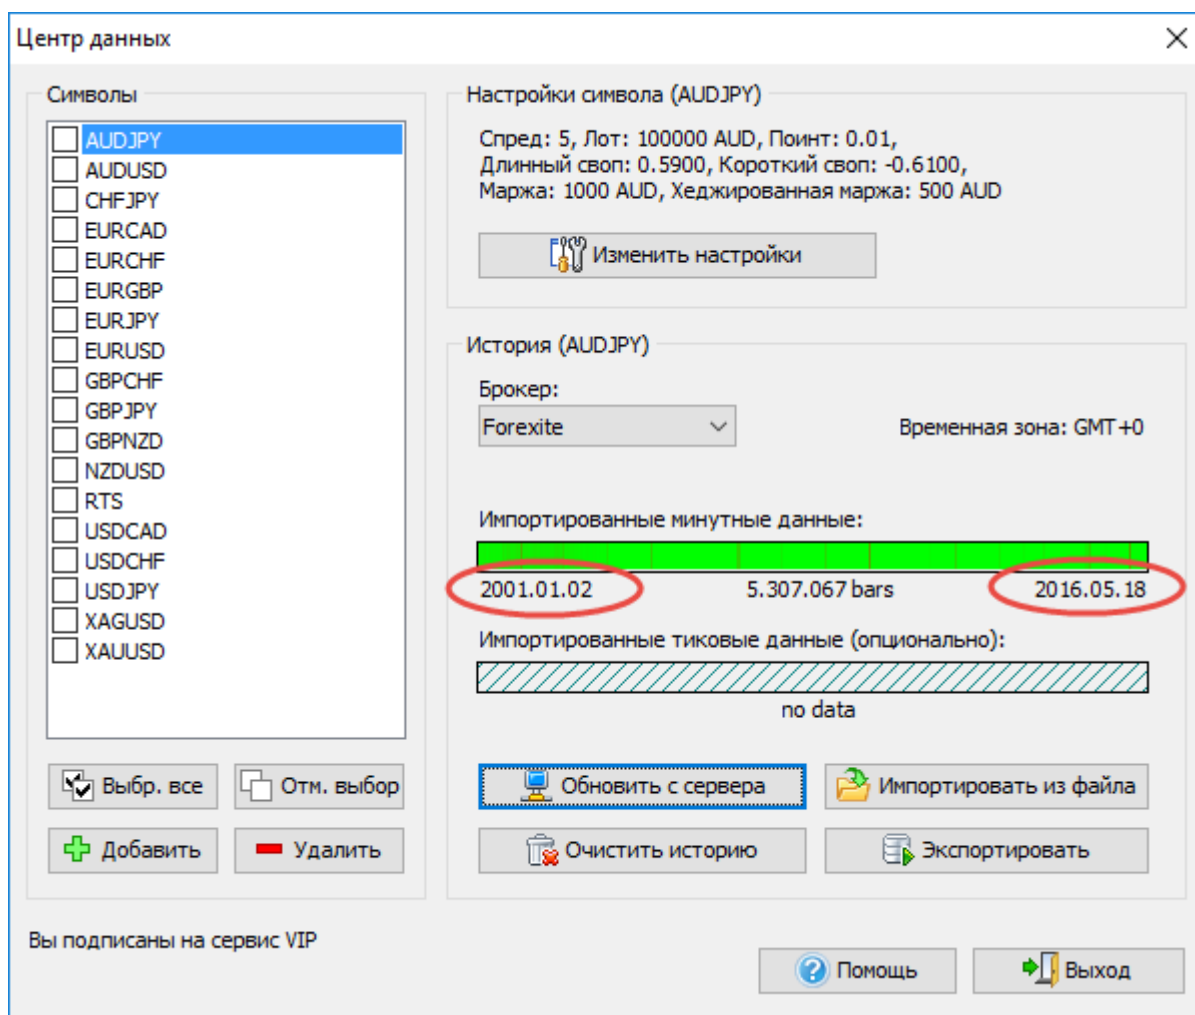 Центр данных
Символы
AUDJPY
AUDUSD
CHFJPY
EURCAD
EURCHF
EURGBP
EURJPY
EURUSD
GBPCHF
GBPJPY
GBPNZD
NZDUSD
RTS
USDCAD
USDCHF
USDJPY
XAGUSD
XAUUSD
Выбр. все
Отм. выбор
Добавить
Удалить
Настройки символа (AUDJPY)
Спред: 5, Лот: 100000 AUD, Поинт: 0.01,
Длинный своп: 0.5900, Короткий своп: -0.6100,
Маржа: 1000 AUD, Хеджированная маржа: 500 AUD
Изменить настройки
История (AUDJPY)
Брокер:
Forexite
Временная зона: GMT+0
Импортированные минутные данные:
2001.01.02 5.307.067 bars 2016.05.18
Импортированные тиковые данные (опционально):
no data
Обновить с сервера
Импортировать из файла
Очистить историю
Экспортировать
Вы подписаны на сервис VIP
Помощь
Выход